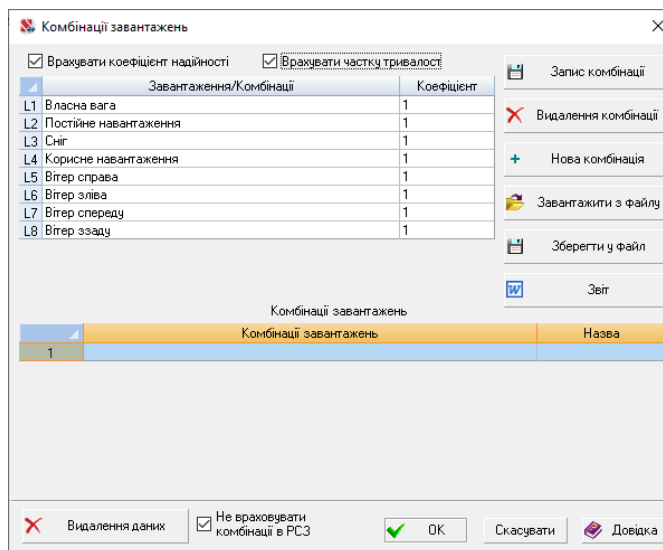 Комбінації завантажень
Врахувати коефіцієнт надійності
Врахувати частку тривалост
Завантаження/Комбінації Коефіцієнт
L1 Власна вага 1
L2 Постійне навантаження 1
L3 Сніг 1
L4 Корисне навантаження 1
L5 Вітер справа 1
L6 Вітер зліва 1
L7 Вітер спереду 1
L8 Вітер ззаду 1
Запис комбінації
Видалення комбінації
Нова комбінація
Завантажити з файлу
Зберегти у файл
W Звіт
Комбінації завантажень
Комбінації завантажень Назва
1
Видалення даних
Не враховувати
комбінації в РСЗ
OK
Скасувати
Довідка